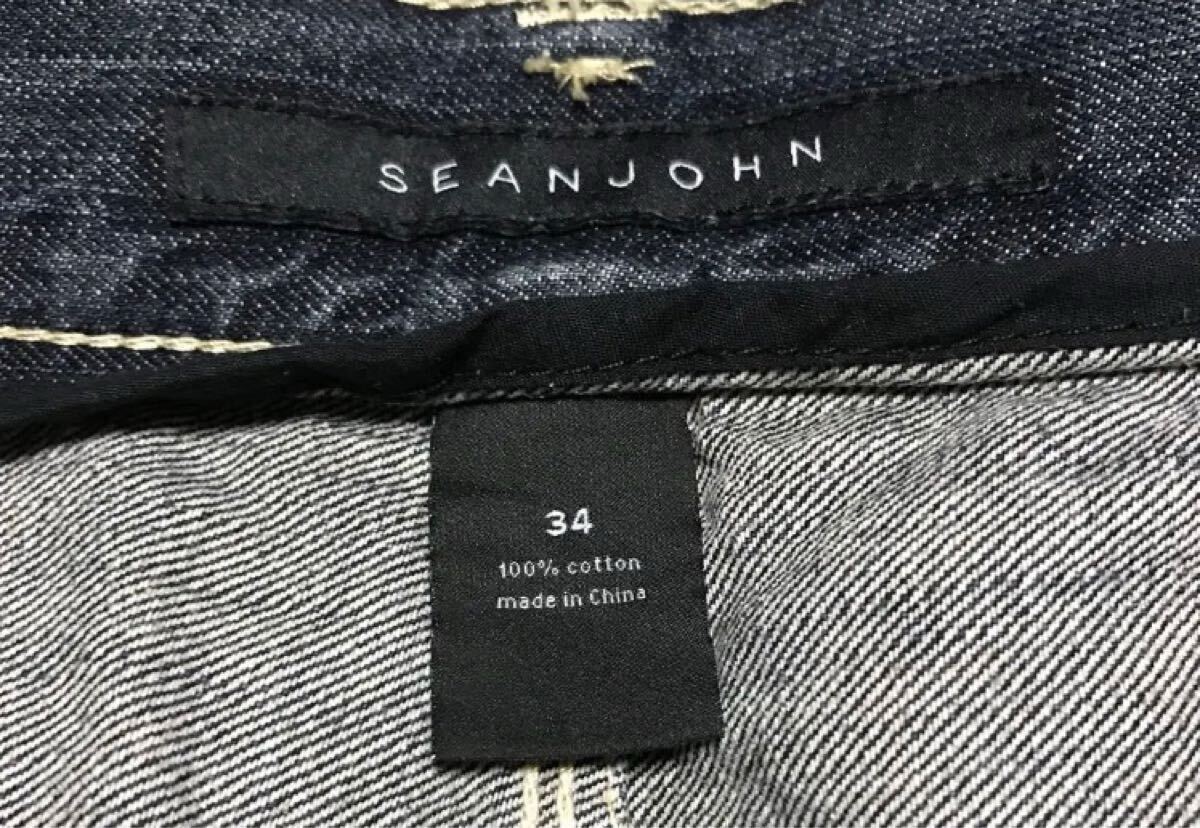 SEANJOHN
34
100% cotton
made in China